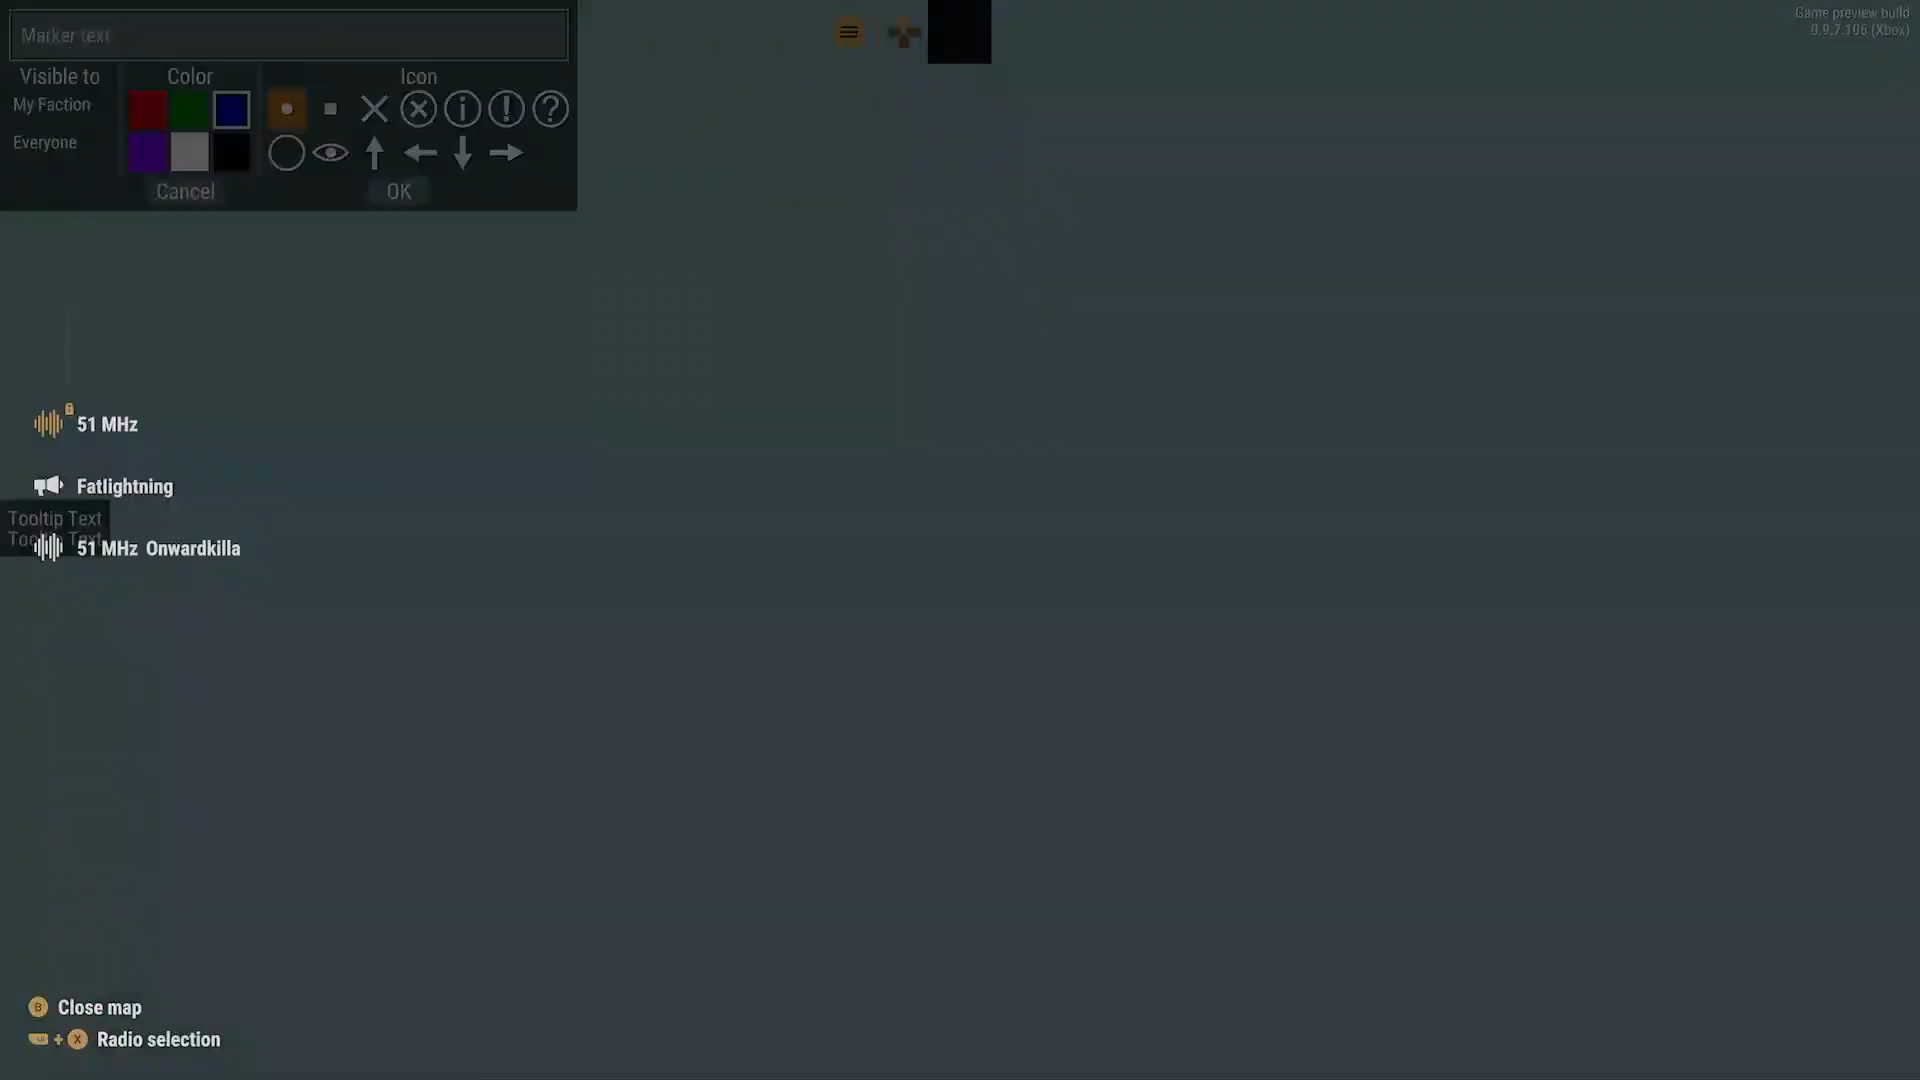 Marker text
Game preview build
0.9.7.106 (Xbox)
Visible to
Color
Icon
My Faction
Everyone
Cancel
OK
51 MHz
Fatlightning
Tooltip Text
51 MHz Onwardkilla
B Close map
+ X Radio selection